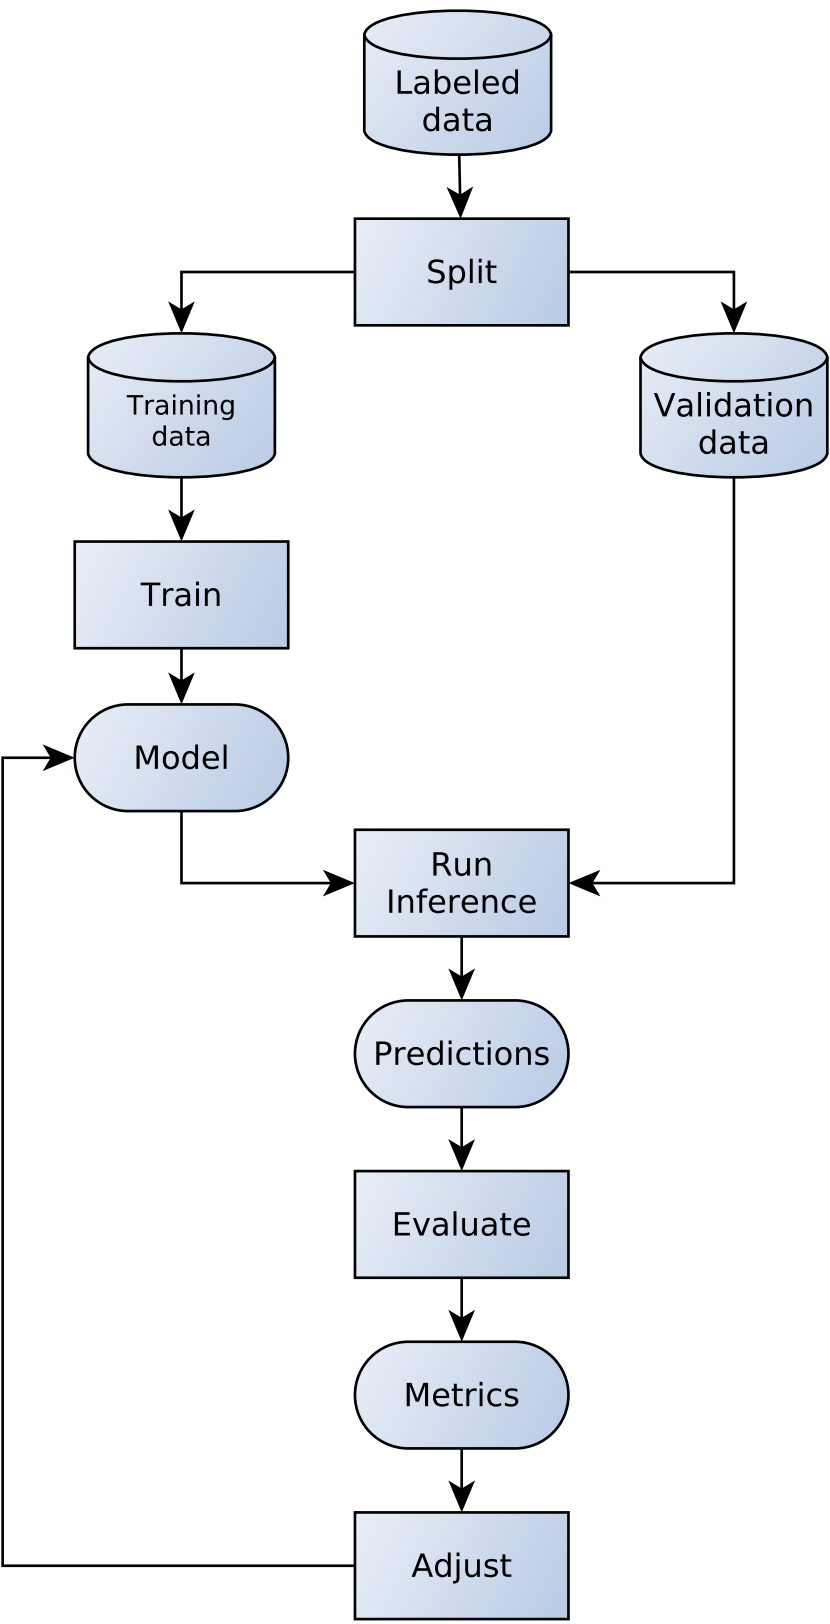 Labeled
data
Split
Training
data
Validation
data
Train
Model
Run
Inference
Predictions
Evaluate
Metrics
Adjust